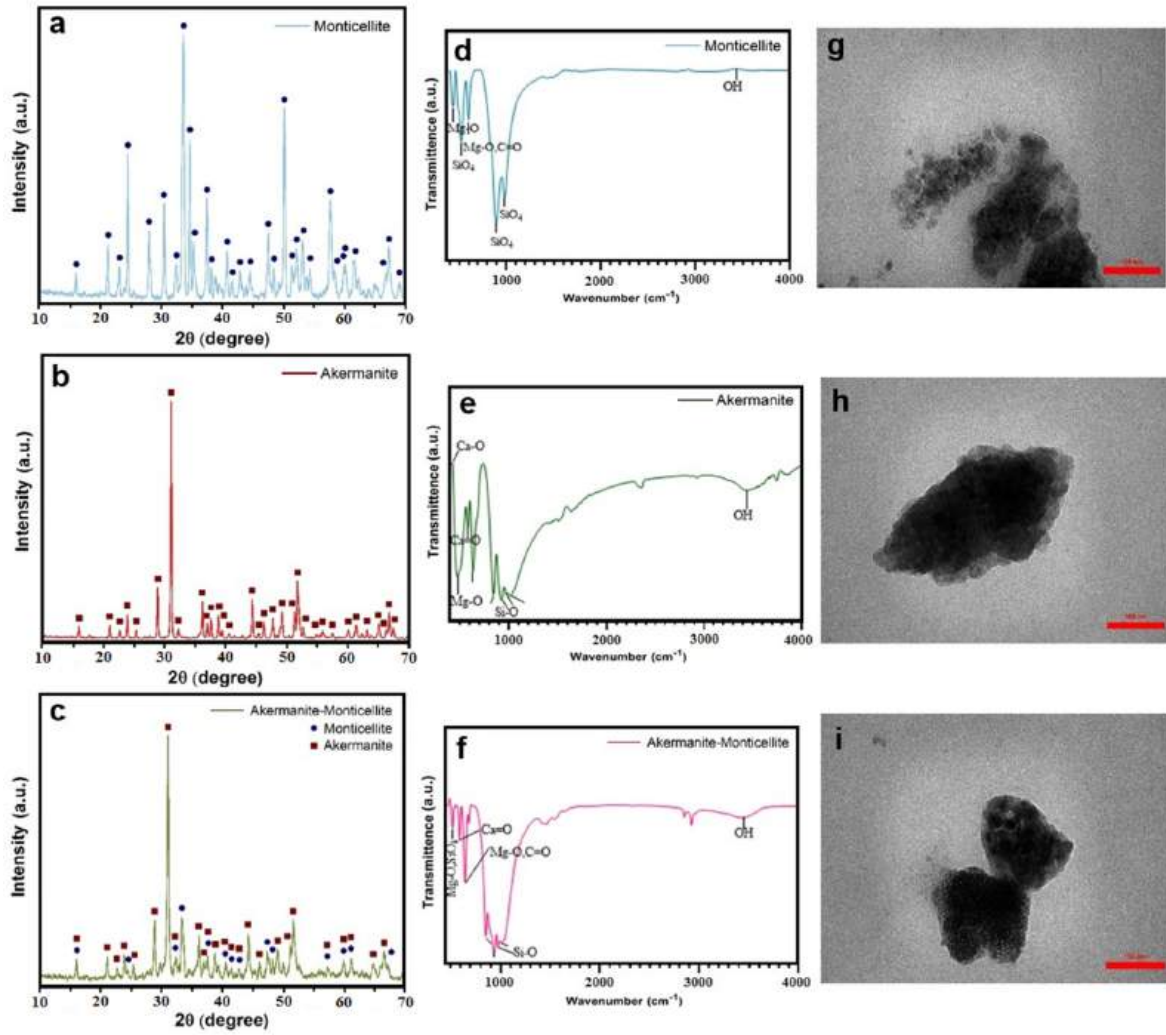 a
Monticellite
Intensity (a.u.)
10 20 30 40 50 60 70
2θ (degree)
d
Monticellite
Transmittence (a.u.)
OH
Mg-O
Mg-O,C=O
SiO₄
SiO₄
SiO₄
1000 2000 3000 4000
Wavenumber (cm⁻¹)
g
b
Akermanite
Intensity (a.u.)
10 20 30 40 50 60 70
2θ (degree)
e
Akermanite
Transmittence (a.u.)
Ca-O
Ca=O
OH
Mg-O
Si-O
1000 2000 3000 4000
Wavenumber (cm⁻¹)
h
c
Akermanite-Monticellite
Monticellite
Akermanite
Intensity (a.u.)
10 20 30 40 50 60 70
2θ (degree)
f
Akermanite-Monticellite
Transmittence (a.u.)
Mg-O,SiO₄
Ca=O
OH
Mg-O,C=O
Si-O
1000 2000 3000 4000
Wavenumber (cm⁻¹)
i